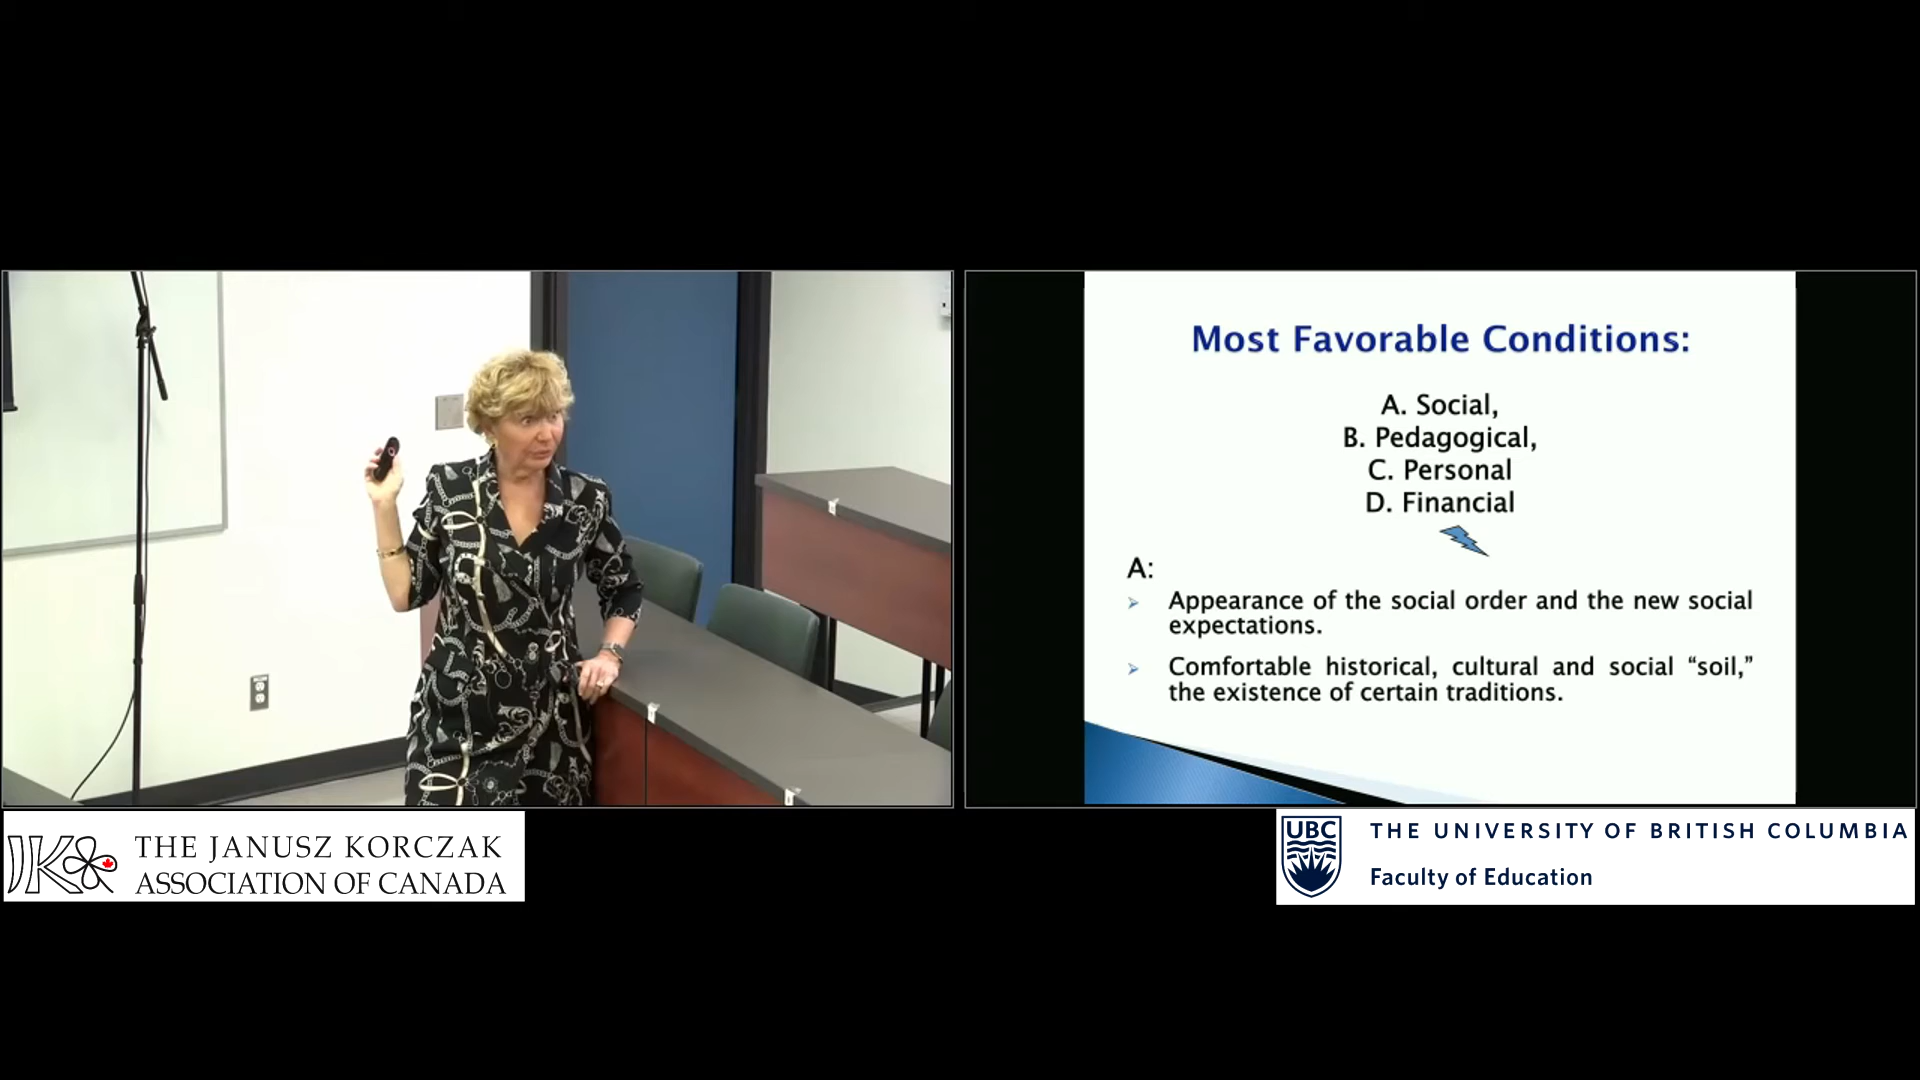 Most Favorable Conditions:
A. Social,
B. Pedagogical,
C. Personal
D. Financial
A:
Appearance of the social order and the new social
expectations.
Comfortable historical, cultural and social “soil,”
the existence of certain traditions.
JK
THE JANUSZ KORCZAK
ASSOCIATION OF CANADA
UBC
THE UNIVERSITY OF BRITISH COLUMBIA
Faculty of Education